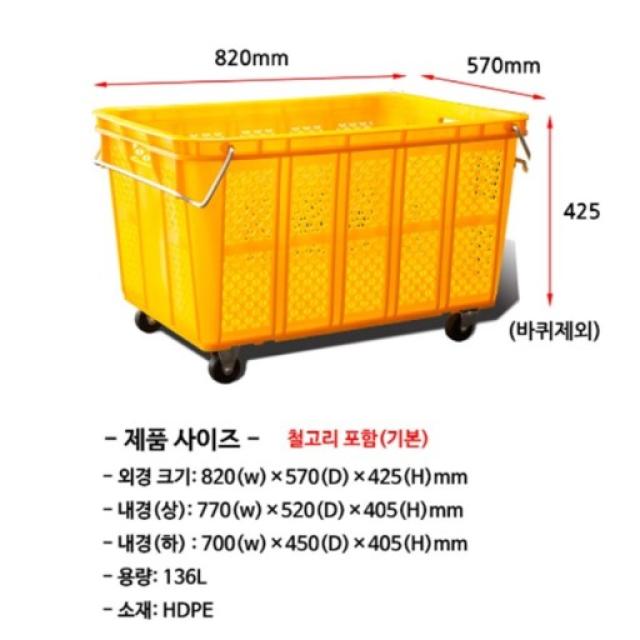 820mm
570mm
425
(바퀴제외)
- 제품 사이즈 - 철고리 포함(기본)
- 외경 크기: 820(w)×570(D)×425(H)mm
- 내경(상): 770(w)×520(D)×405(H)mm
- 내경(하) : 700(w)×450(D)×405(H)mm
- 용량: 136L
- 소재: HDPE